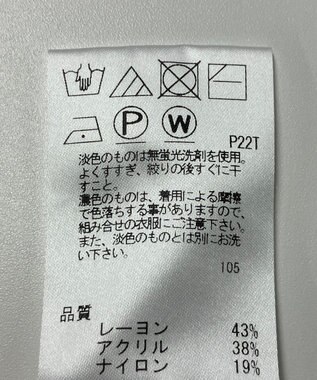 P W
P22T
淡色のものは無蛍光洗剤を使用。
よくすすぎ、絞りの後すぐに干
すこと。
濃色のものは、着用による摩擦
で色落ちする事がありますので、
組み合せの衣服にご注意下さい。
また、淡色のものとは別にお洗
い下さい。
105
品質
レーヨン 43%
アクリル 38%
ナイロン 19%